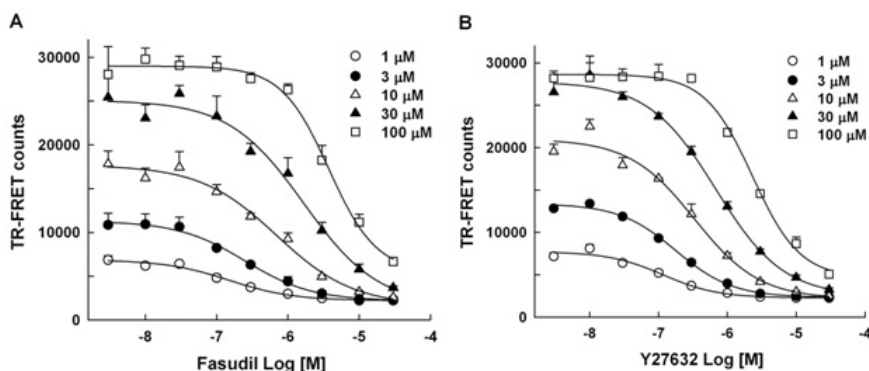 A
TR-FRET counts
30000
20000
10000
0
-8
-7
-6
-5
-4
Fasudil Log [M]
1 μM
3 μM
10 μM
30 μM
100 μM
B
TR-FRET counts
30000
20000
10000
0
-8
-7
-6
-5
-4
Y27632 Log [M]
1 μM
3 μM
10 μM
30 μM
100 μM